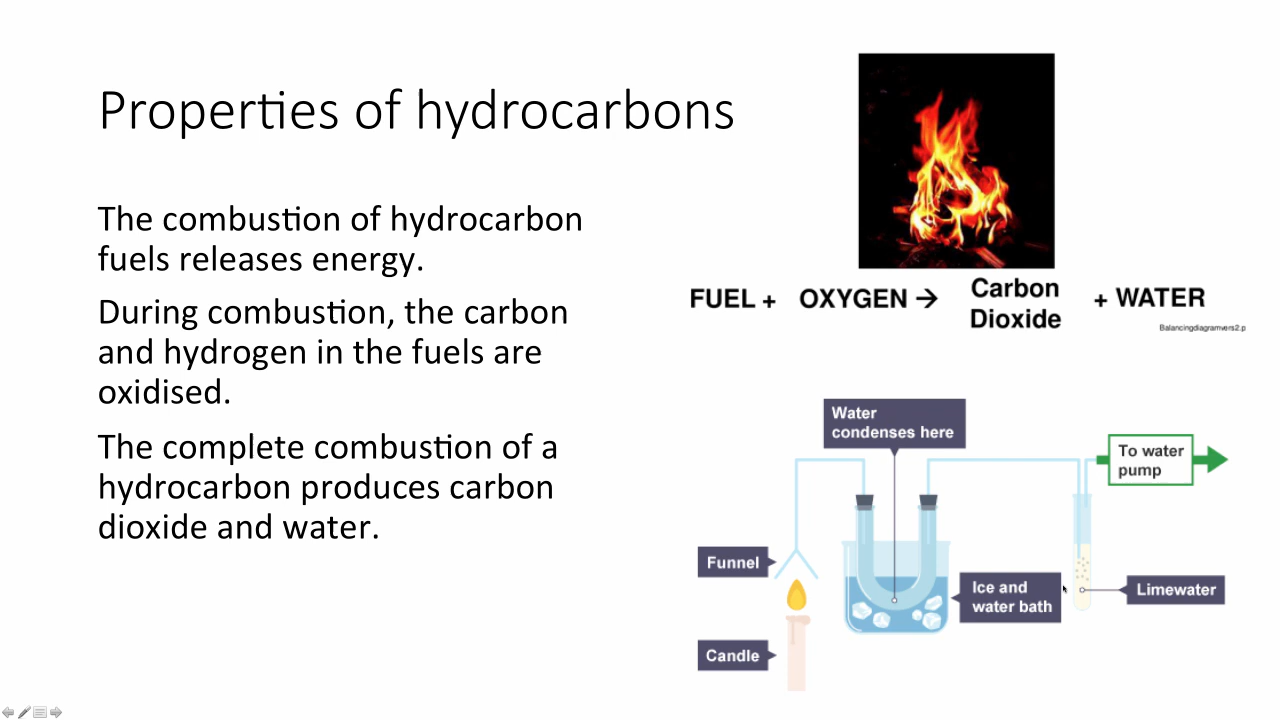 Properties of hydrocarbons
The combustion of hydrocarbon
fuels releases energy.
During combustion, the carbon
and hydrogen in the fuels are
oxidised.
The complete combustion of a
hydrocarbon produces carbon
dioxide and water.
FUEL + OXYGEN → Carbon Dioxide + WATER
Balancingdiagramvers2.p
Water
condenses here
To water
pump
Funnel
Ice and
water bath
Limewater
Candle